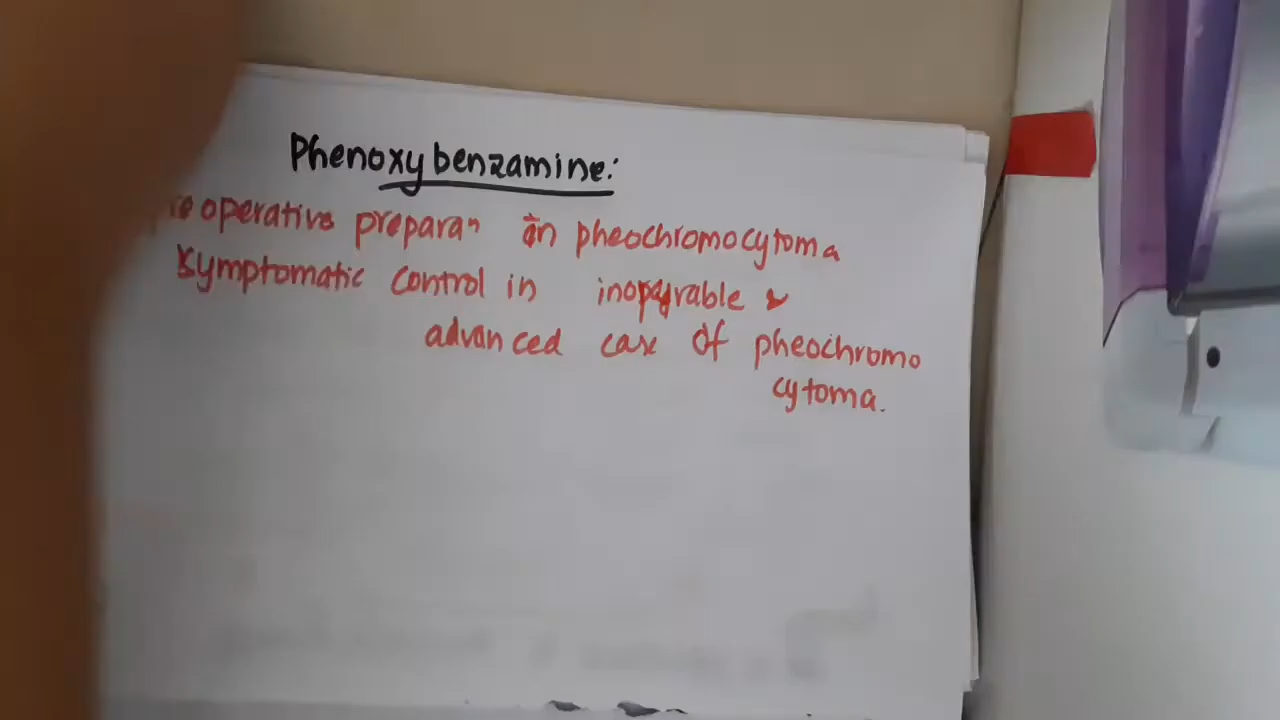 Phenoxybenzamine:
operative preparaⁿ in pheochromocytoma
Symptomatic control in inoperable &
advanced case of pheochromo
cytoma.